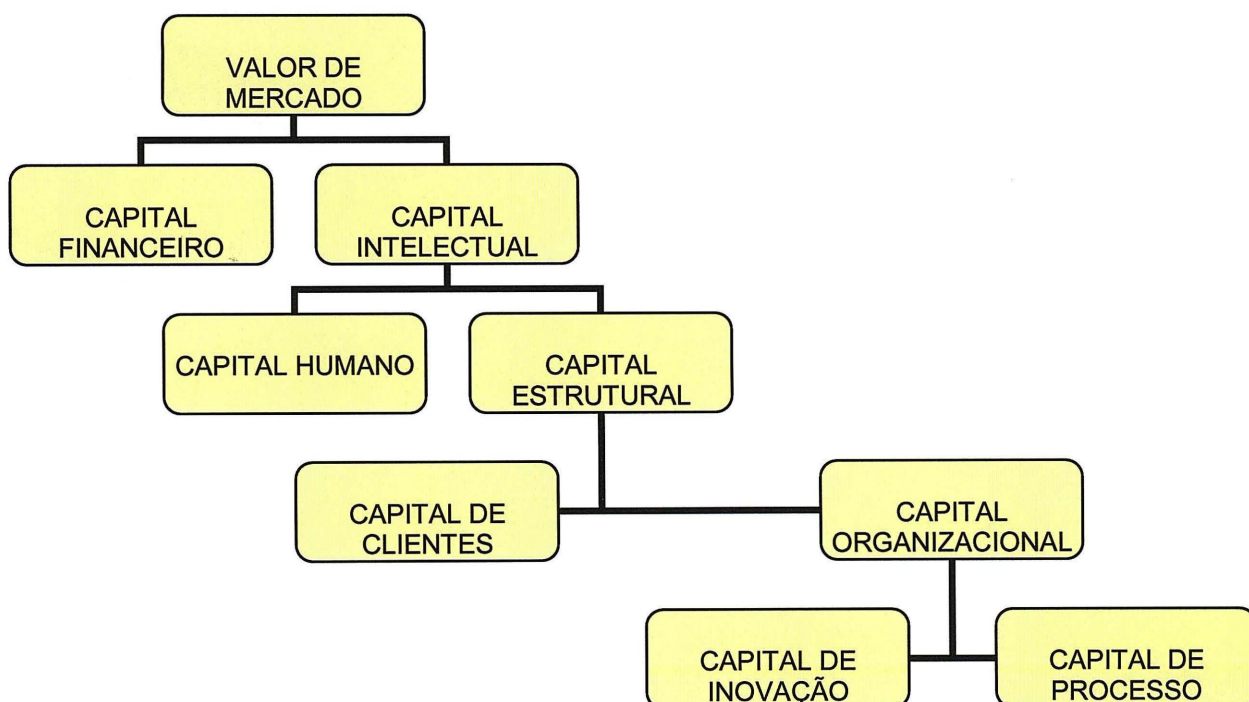 VALOR DE
MERCADO
CAPITAL
FINANCEIRO
CAPITAL
INTELECTUAL
CAPITAL HUMANO
CAPITAL
ESTRUTURAL
CAPITAL DE
CLIENTES
CAPITAL
ORGANIZACIONAL
CAPITAL DE
INOVAÇÃO
CAPITAL DE
PROCESSO